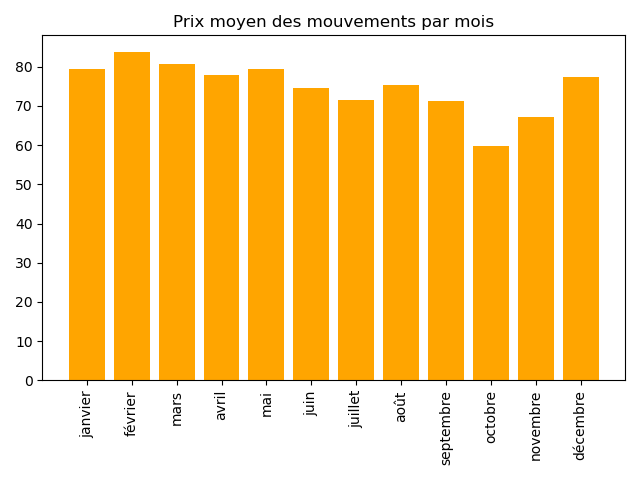 Prix moyen des mouvements par mois
80
70
60
50
40
30
20
10
0
janvier
février
mars
avril
mai
juin
juillet
août
septembre
octobre
novembre
décembre